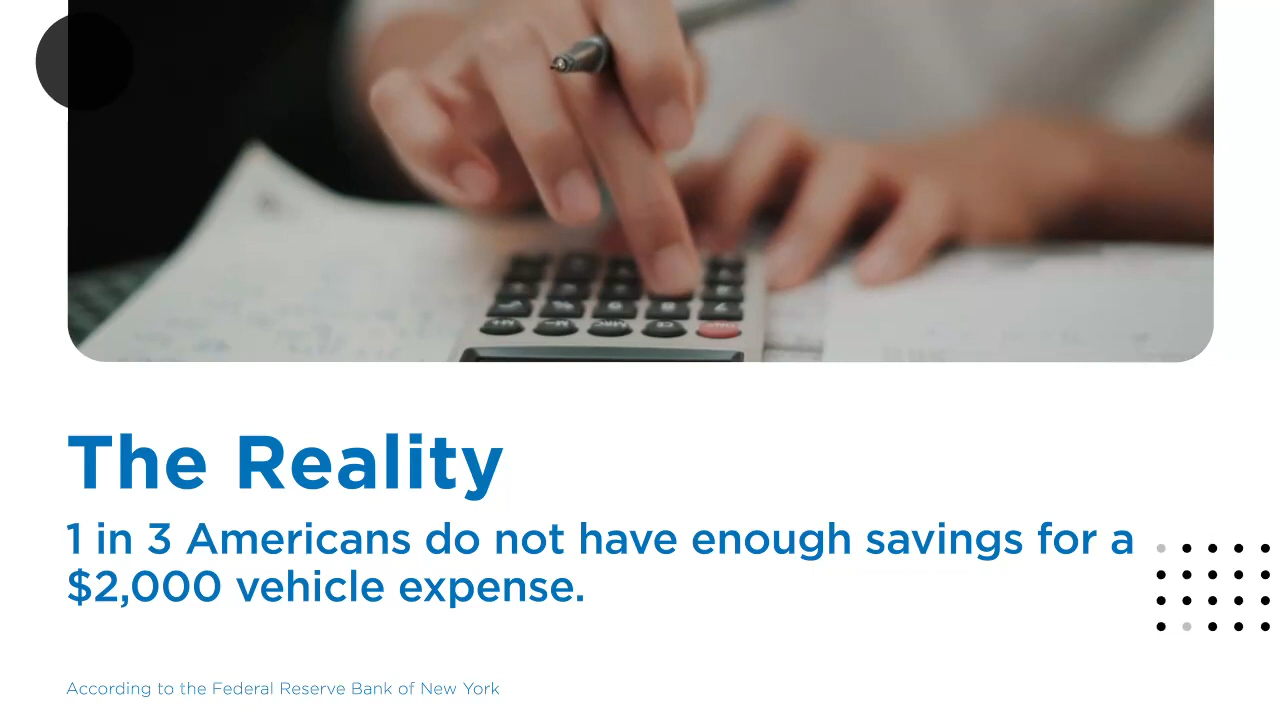 The Reality
1 in 3 Americans do not have enough savings for a
$2,000 vehicle expense.
According to the Federal Reserve Bank of New York